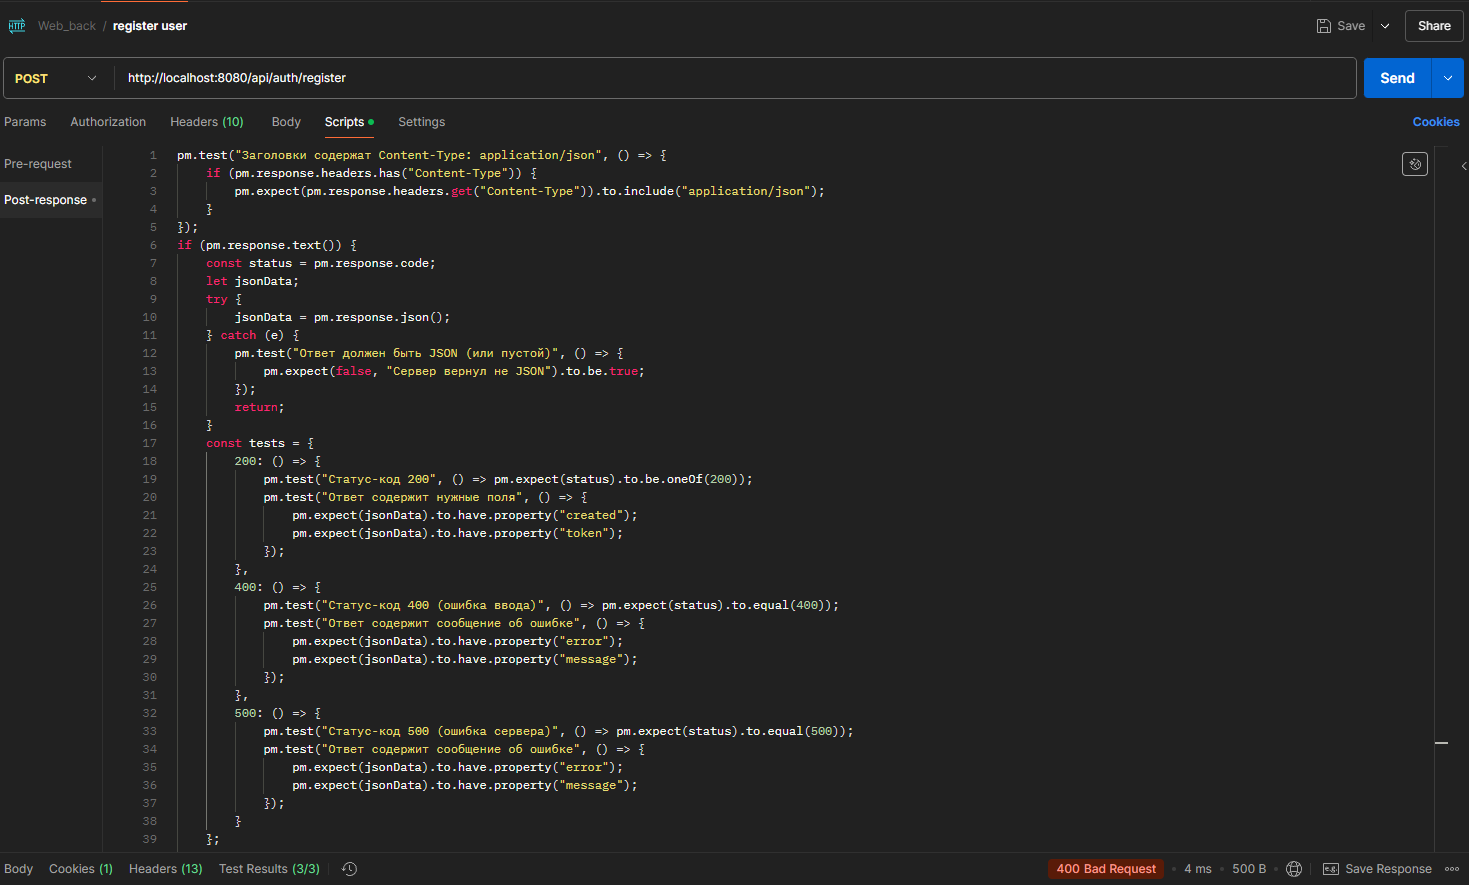 HTTP Web_back / register user Save Share
POST http://localhost:8080/api/auth/register Send
Params Authorization Headers (10) Body Scripts Settings Cookies
Pre-request
Post-response
1 pm.test("Заголовки содержат Content-Type: application/json", () => {
2 if (pm.response.headers.has("Content-Type")) {
3 pm.expect(pm.response.headers.get("Content-Type")).to.include("application/json");
4 }
5 });
6 if (pm.response.text()) {
7 const status = pm.response.code;
8 let jsonData;
9 try {
10 jsonData = pm.response.json();
11 } catch (e) {
12 pm.test("Ответ должен быть JSON (или пустой)", () => {
13 pm.expect(false, "Сервер вернул не JSON").to.be.true;
14 });
15 return;
16 }
17 const tests = {
18 200: () => {
19 pm.test("Статус-код 200", () => pm.expect(status).to.be.oneOf(200));
20 pm.test("Ответ содержит нужные поля", () => {
21 pm.expect(jsonData).to.have.property("created");
22 pm.expect(jsonData).to.have.property("token");
23 });
24 },
25 400: () => {
26 pm.test("Статус-код 400 (ошибка ввода)", () => pm.expect(status).to.equal(400));
27 pm.test("Ответ содержит сообщение об ошибке", () => {
28 pm.expect(jsonData).to.have.property("error");
29 pm.expect(jsonData).to.have.property("message");
30 });
31 },
32 500: () => {
33 pm.test("Статус-код 500 (ошибка сервера)", () => pm.expect(status).to.equal(500));
34 pm.test("Ответ содержит сообщение об ошибке", () => {
35 pm.expect(jsonData).to.have.property("error");
36 pm.expect(jsonData).to.have.property("message");
37 });
38 }
39 };
Body Cookies (1) Headers (13) Test Results (3/3) 400 Bad Request • 4 ms • 500 B • e.g. Save Response